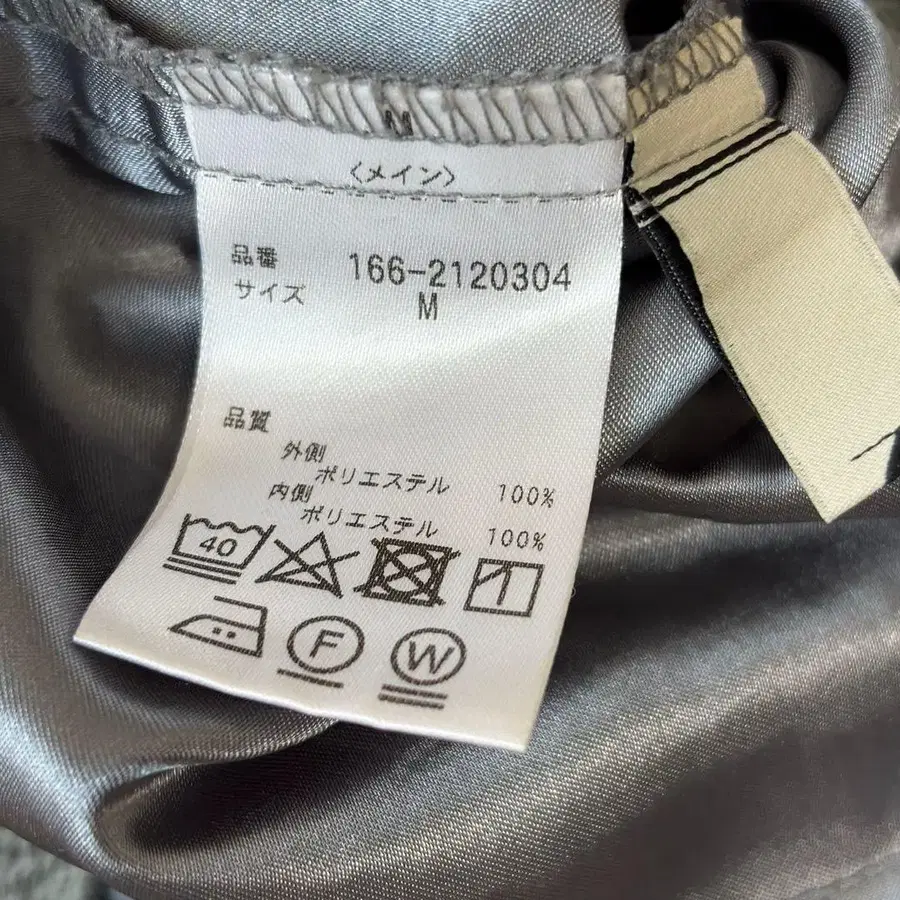 M
〈メイン〉
品番 166-2120304
サイズ M
品質
外側
ポリエステル 100%
内側
ポリエステル 100%
40
F
W